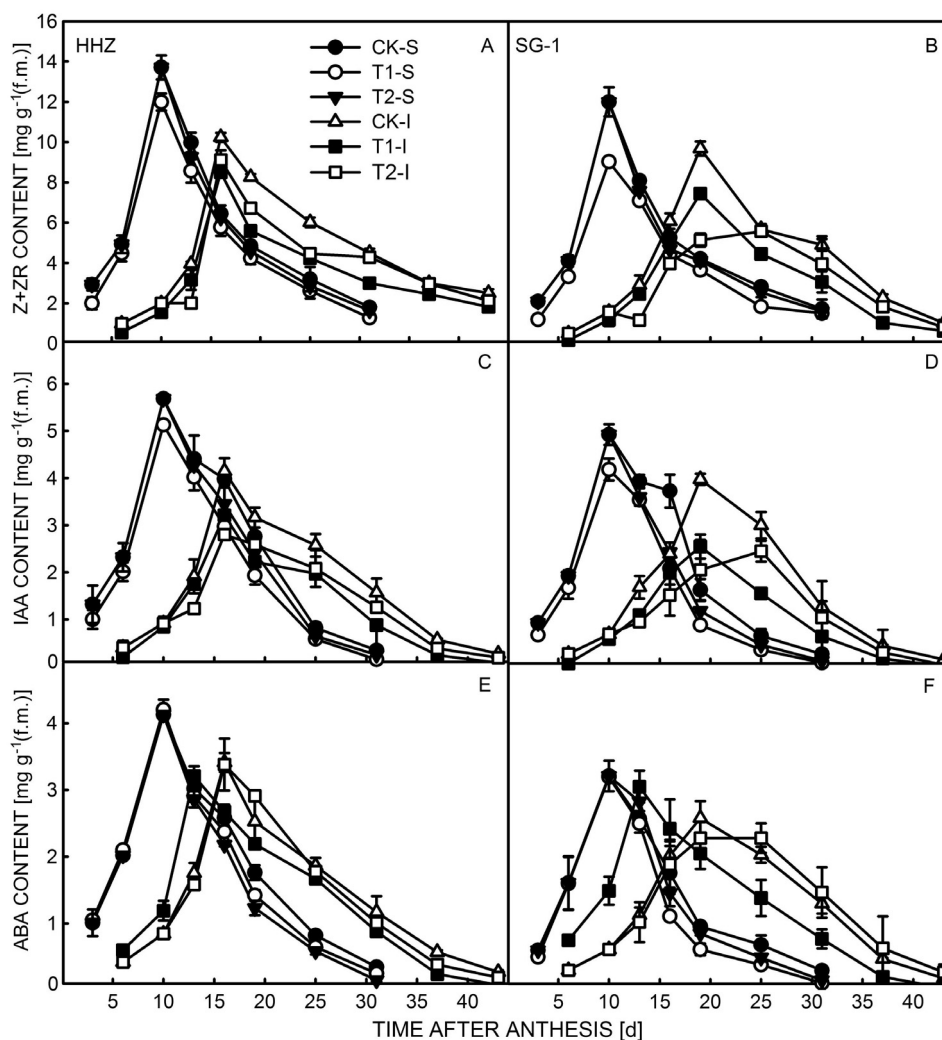 HHZ
A
CK-S
T1-S
T2-S
CK-I
T1-I
T2-I
SG-1
B
Z+ZR CONTENT [mg g-1(f.m.)]
16
14
12
10
8
6
4
2
0
C
D
IAA CONTENT [mg g-1(f.m.)]
6
5
4
3
2
1
0
E
F
ABA CONTENT [mg g-1(f.m.)]
4
3
2
1
0
5 10 15 20 25 30 35 40 5 10 15 20 25 30 35 40
TIME AFTER ANTHESIS [d]